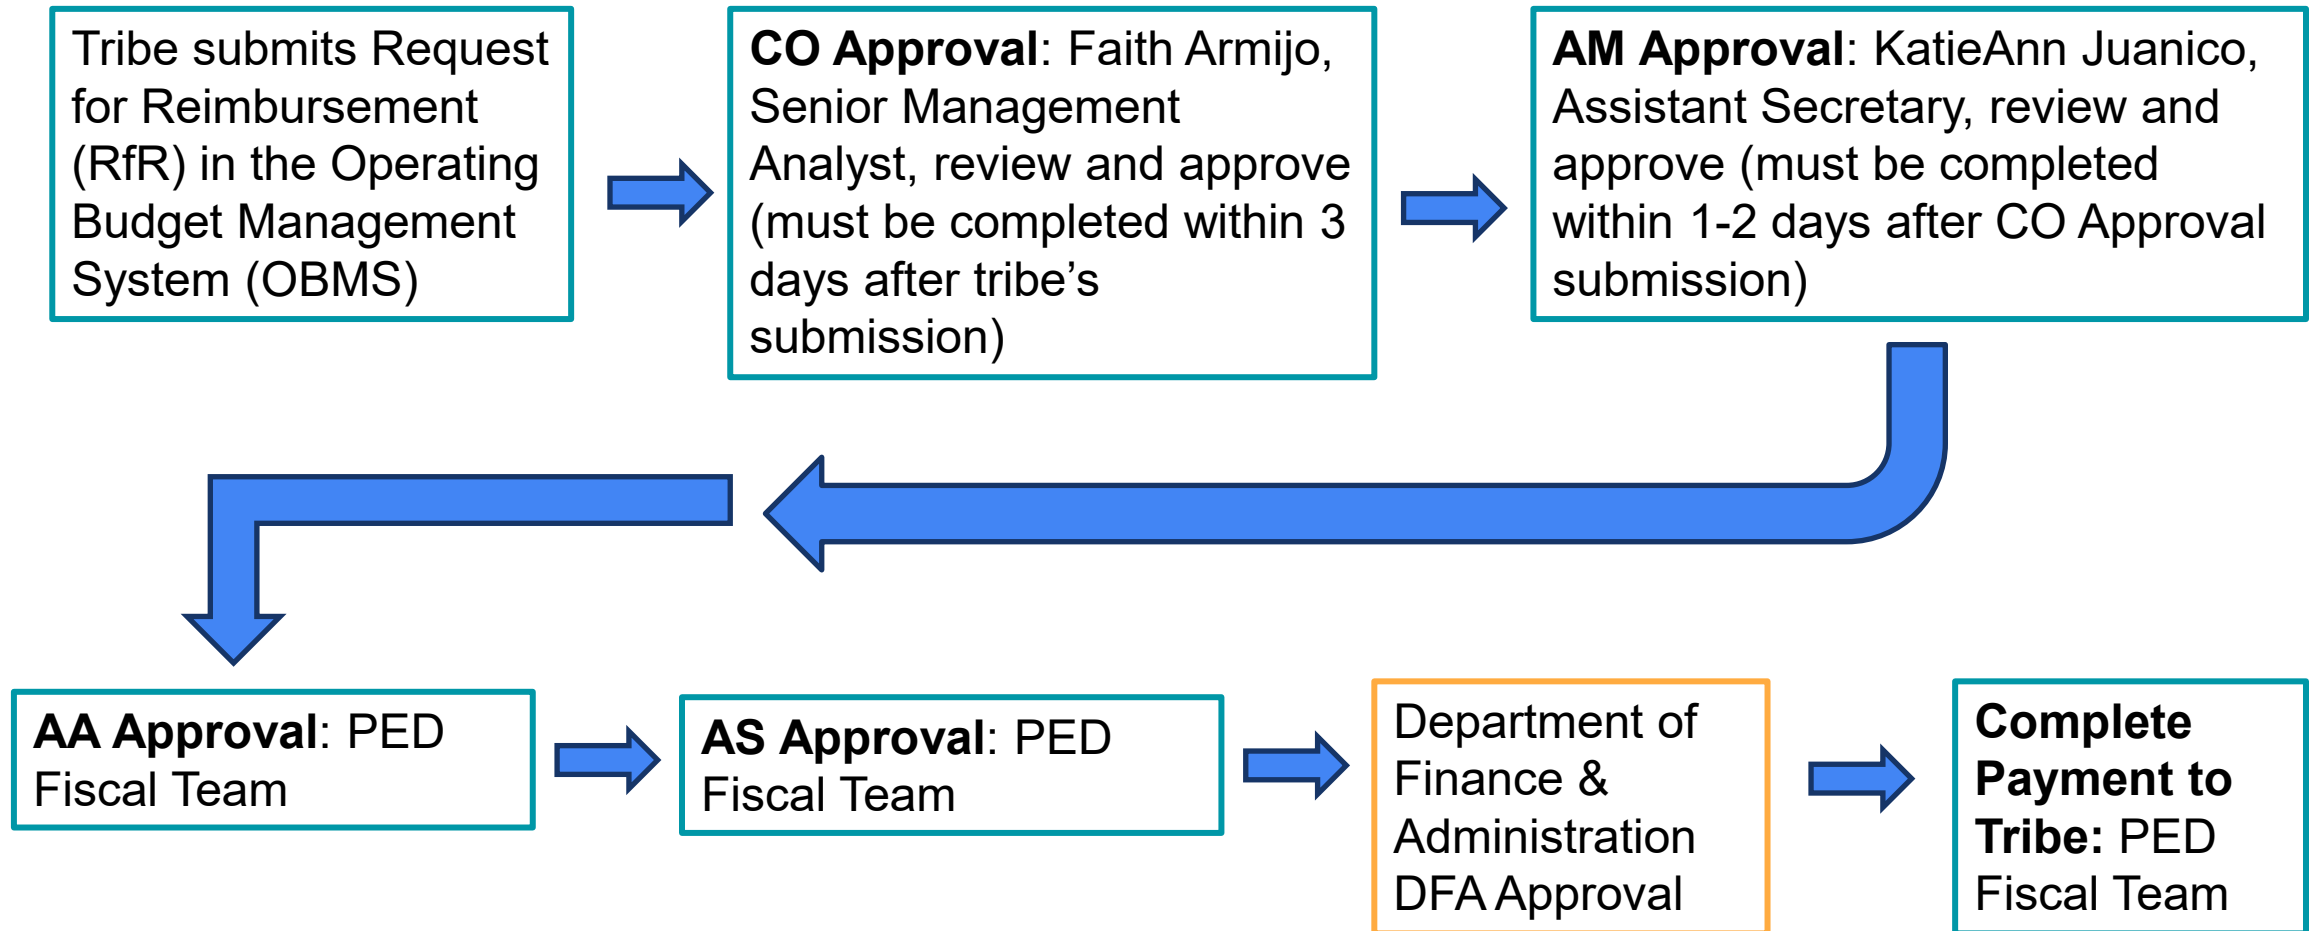 Tribe submits Request
for Reimbursement
(RfR) in the Operating
Budget Management
System (OBMS)
CO Approval: Faith Armijo,
Senior Management
Analyst, review and approve
(must be completed within 3
days after tribe’s
submission)
AM Approval: KatieAnn Juanico,
Assistant Secretary, review and
approve (must be completed
within 1-2 days after CO Approval
submission)
AA Approval: PED
Fiscal Team
AS Approval: PED
Fiscal Team
Department of
Finance &
Administration
DFA Approval
Complete
Payment to
Tribe: PED
Fiscal Team